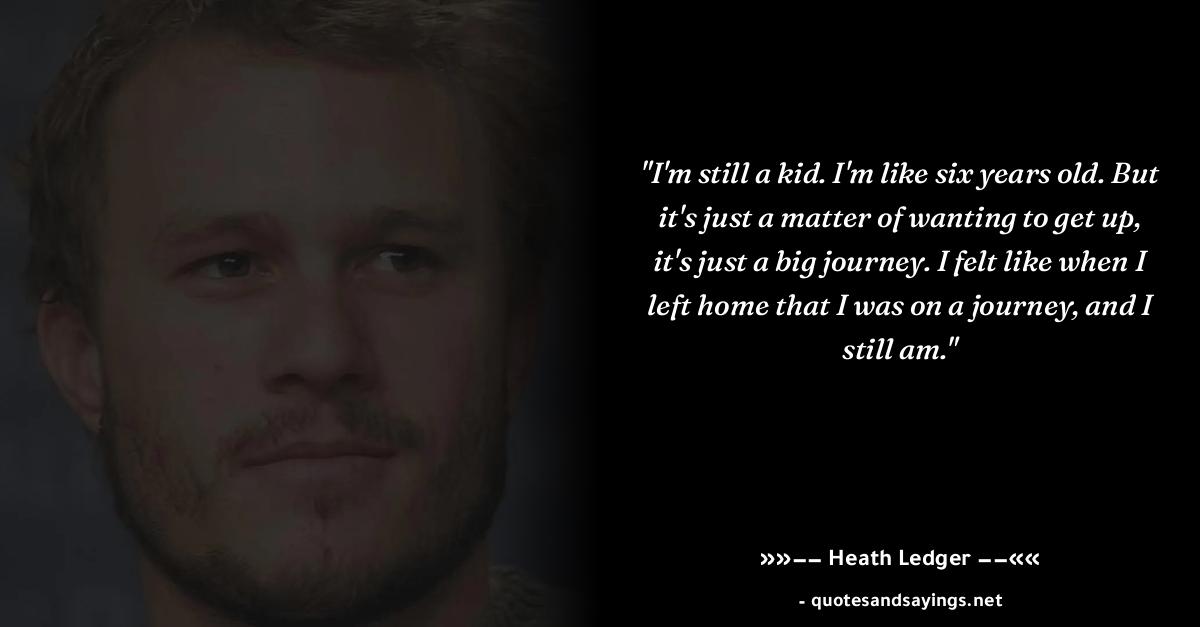 "I'm still a kid. I'm like six years old. But
it's just a matter of wanting to get up,
it's just a big journey. I felt like when I
left home that I was on a journey, and I
still am."
»»−− Heath Ledger −−««
- quotesandsayings.net